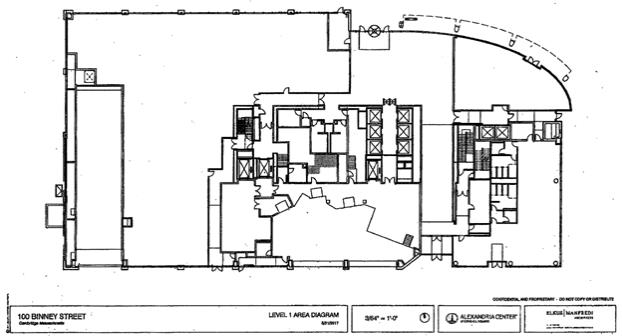 CONFIDENTIAL AND PROPRIETARY - DO NOT COPY OR DISTRIBUTE
100 BINNEY STREET
Cambridge Massachusetts
LEVEL 1 AREA DIAGRAM
3/64" = 1'-0"
ALEXANDRIA CENTER
ELKUS MANFREDI
ARCHITECTS